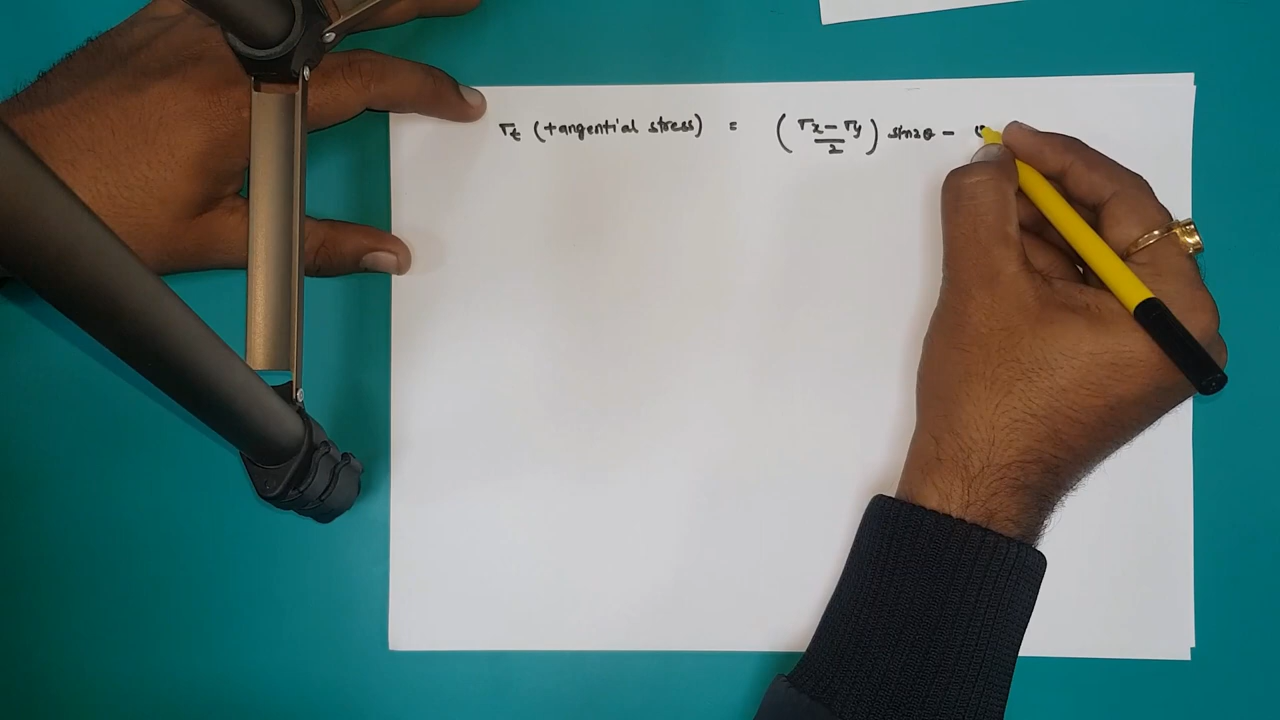 σt (tangential stress) = (σx - σy / 2) sin2θ -